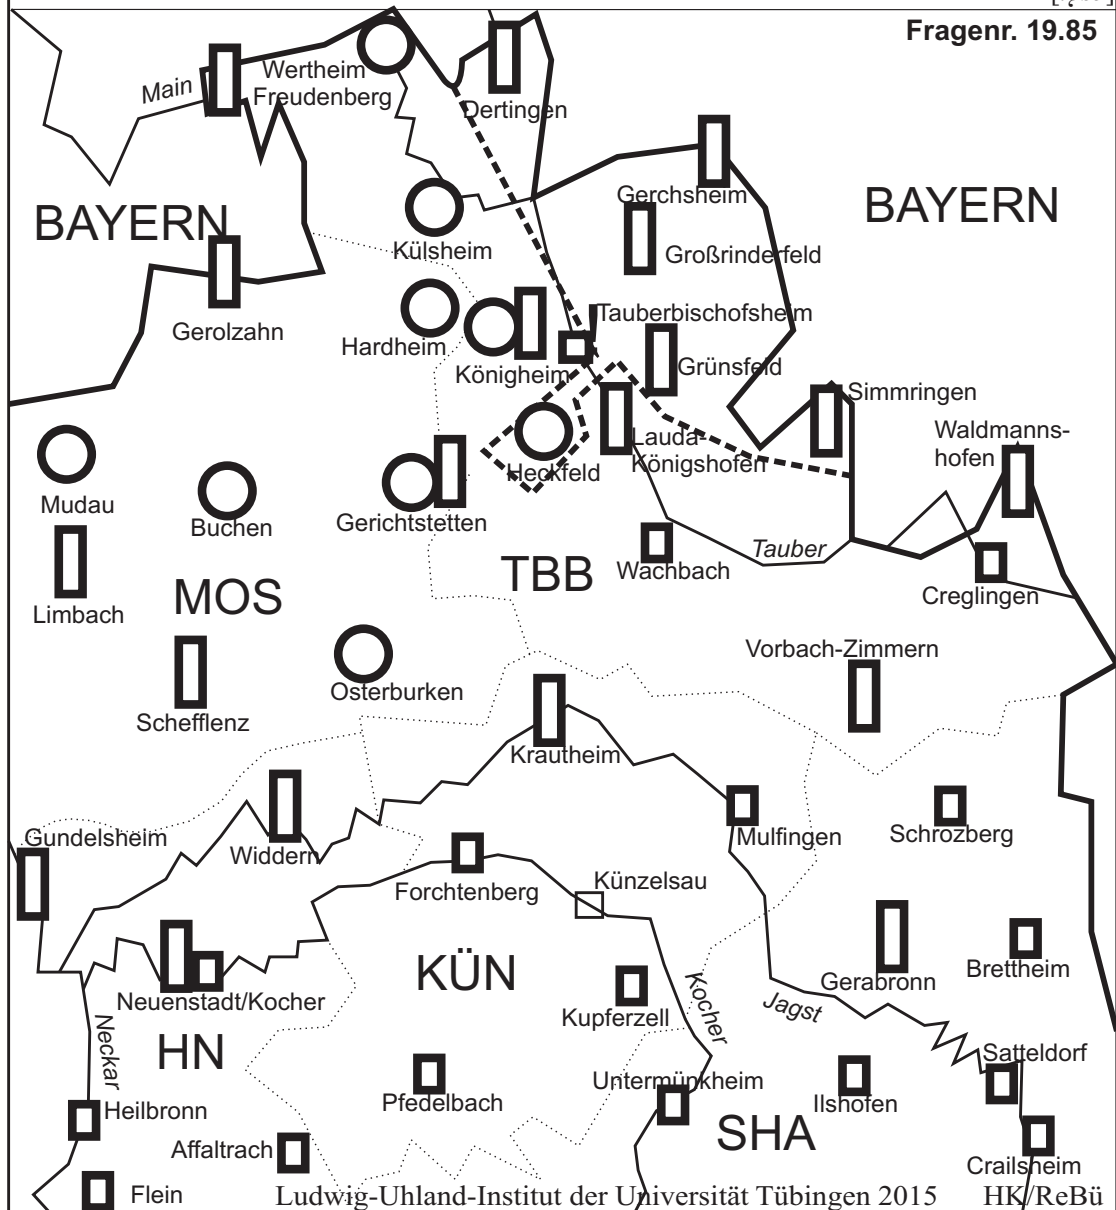 Fragenr. 19.85
Main
Wertheim
Freudenberg
Dertingen
BAYERN
Gerchsheim
BAYERN
Külsheim
Großrinderfeld
Gerolzahn
Hardheim
Tauberbischofsheim
Königheim
Grünsfeld
Simmringen
Lauda-
Königshofen
Waldmanns-
hofen
Heckfeld
Mudau
Buchen
Gerichtstetten
Tauber
Wachbach
TBB
Creglingen
Limbach
MOS
Vorbach-Zimmern
Osterburken
Schefflenz
Krautheim
Gundelsheim
Widdern
Mulfingen
Schrozberg
Forchtenberg
Künzelsau
KÜN
Gerabronn
Brettheim
Neuenstadt/Kocher
Kupferzell
Kocher
Jagst
HN
Neckar
Satteldorf
Pfedelbach
Untermünkheim
Ilshofen
Heilbronn
SHA
Affaltrach
Crailsheim
Flein
Ludwig-Uhland-Institut der Universität Tübingen 2015
HK/ReBü